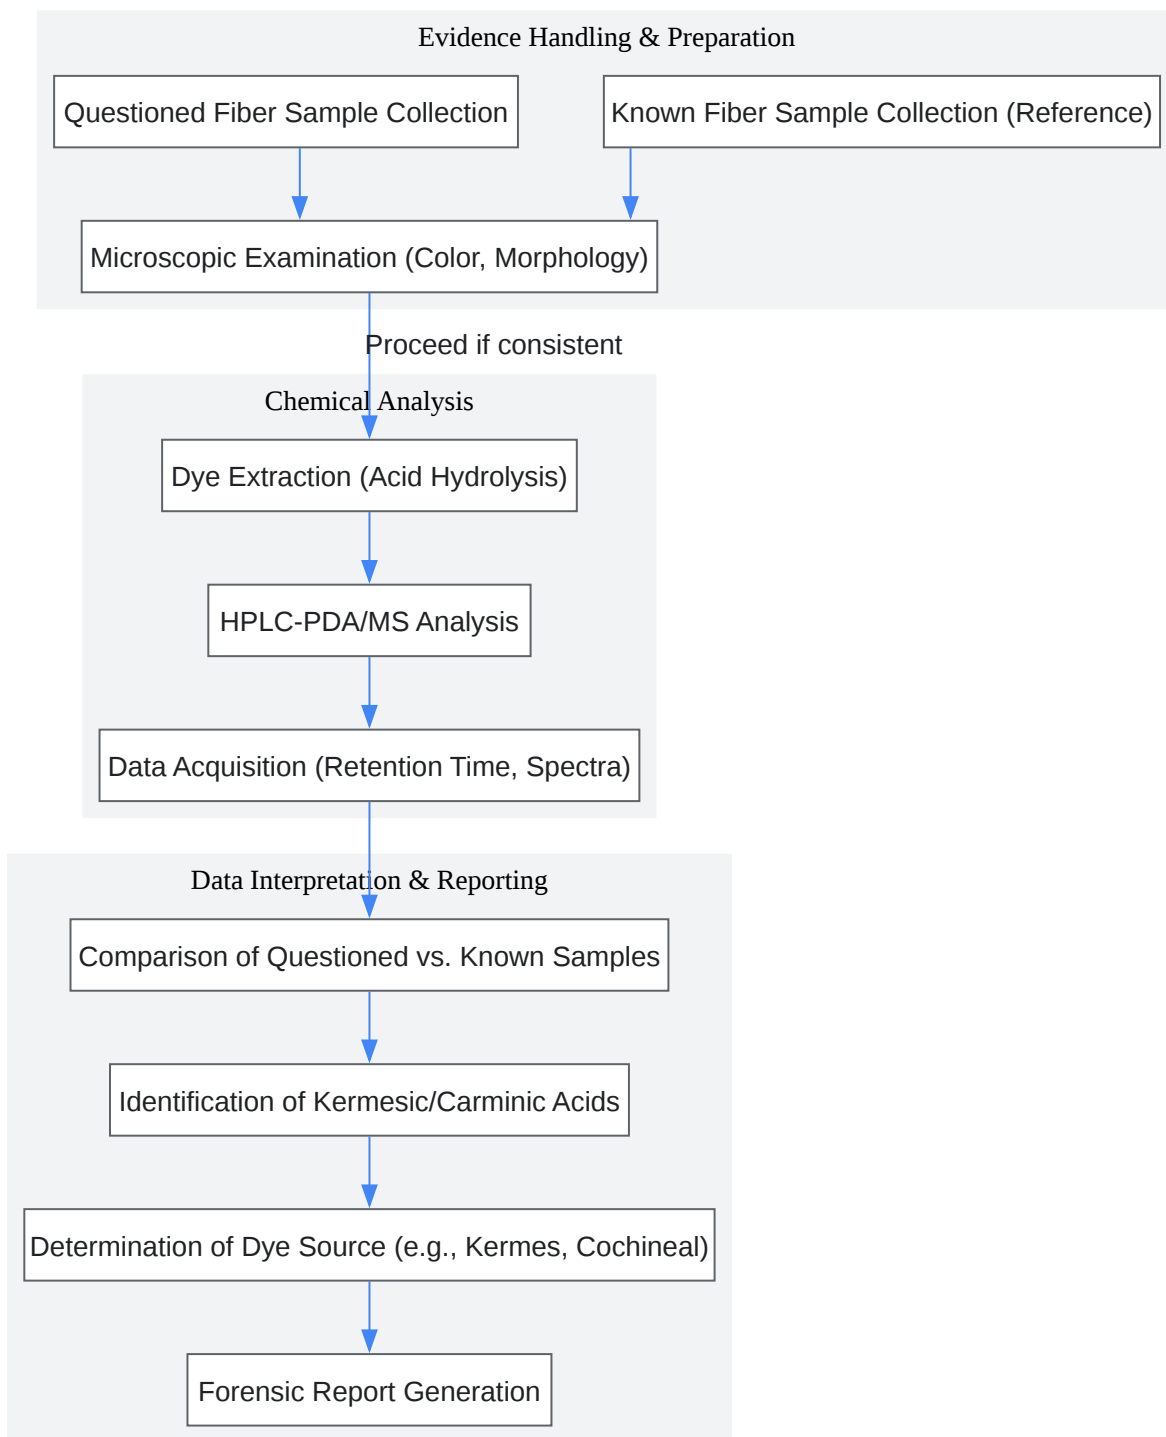 Evidence Handling & Preparation
Questioned Fiber Sample Collection
Known Fiber Sample Collection (Reference)
Microscopic Examination (Color, Morphology)
Proceed if consistent
Chemical Analysis
Dye Extraction (Acid Hydrolysis)
HPLC-PDA/MS Analysis
Data Acquisition (Retention Time, Spectra)
Data Interpretation & Reporting
Comparison of Questioned vs. Known Samples
Identification of Kermesic/Carminic Acids
Determination of Dye Source (e.g., Kermes, Cochineal)
Forensic Report Generation